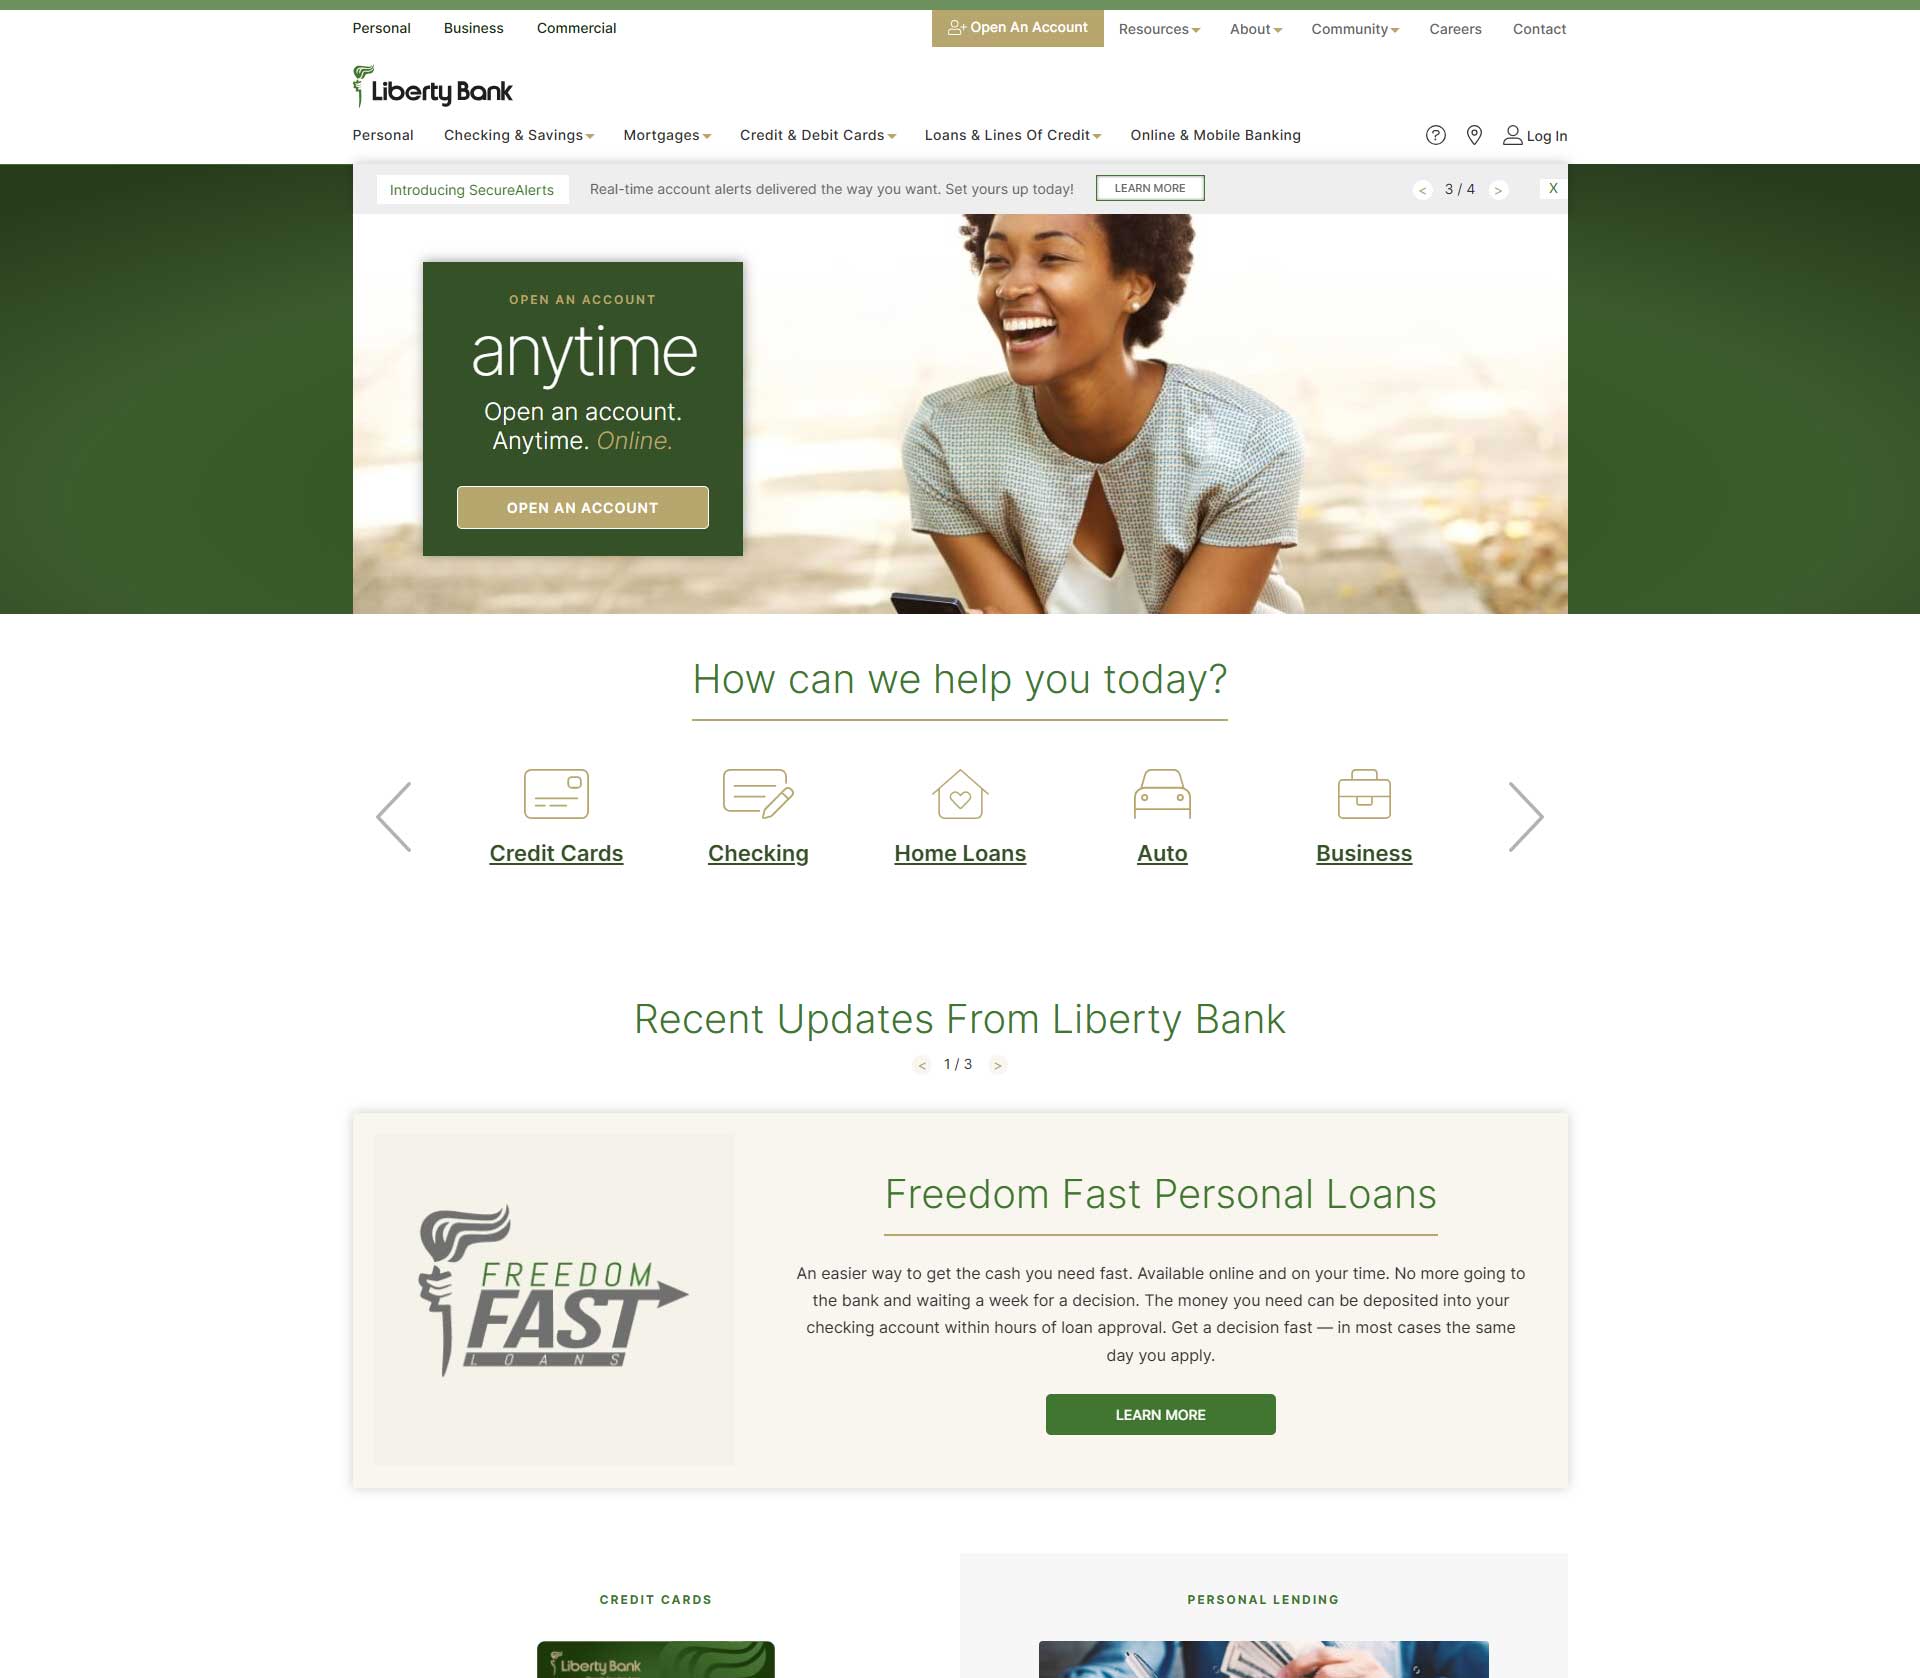 Personal Business Commercial Open An Account Resources About Community Careers Contact
Liberty Bank
Personal Checking & Savings Mortgages Credit & Debit Cards Loans & Lines Of Credit Online & Mobile Banking ? Log In
Introducing SecureAlerts Real-time account alerts delivered the way you want. Set yours up today! LEARN MORE < 3 / 4 > X
OPEN AN ACCOUNT
anytime
Open an account.
Anytime. Online.
OPEN AN ACCOUNT
How can we help you today?
Credit Cards Checking Home Loans Auto Business
Recent Updates From Liberty Bank
< 1 / 3 >
FREEDOM
FAST
LOANS
Freedom Fast Personal Loans
An easier way to get the cash you need fast. Available online and on your time. No more going to
the bank and waiting a week for a decision. The money you need can be deposited into your
checking account within hours of loan approval. Get a decision fast — in most cases the same
day you apply.
LEARN MORE
CREDIT CARDS
PERSONAL LENDING
Liberty Bank